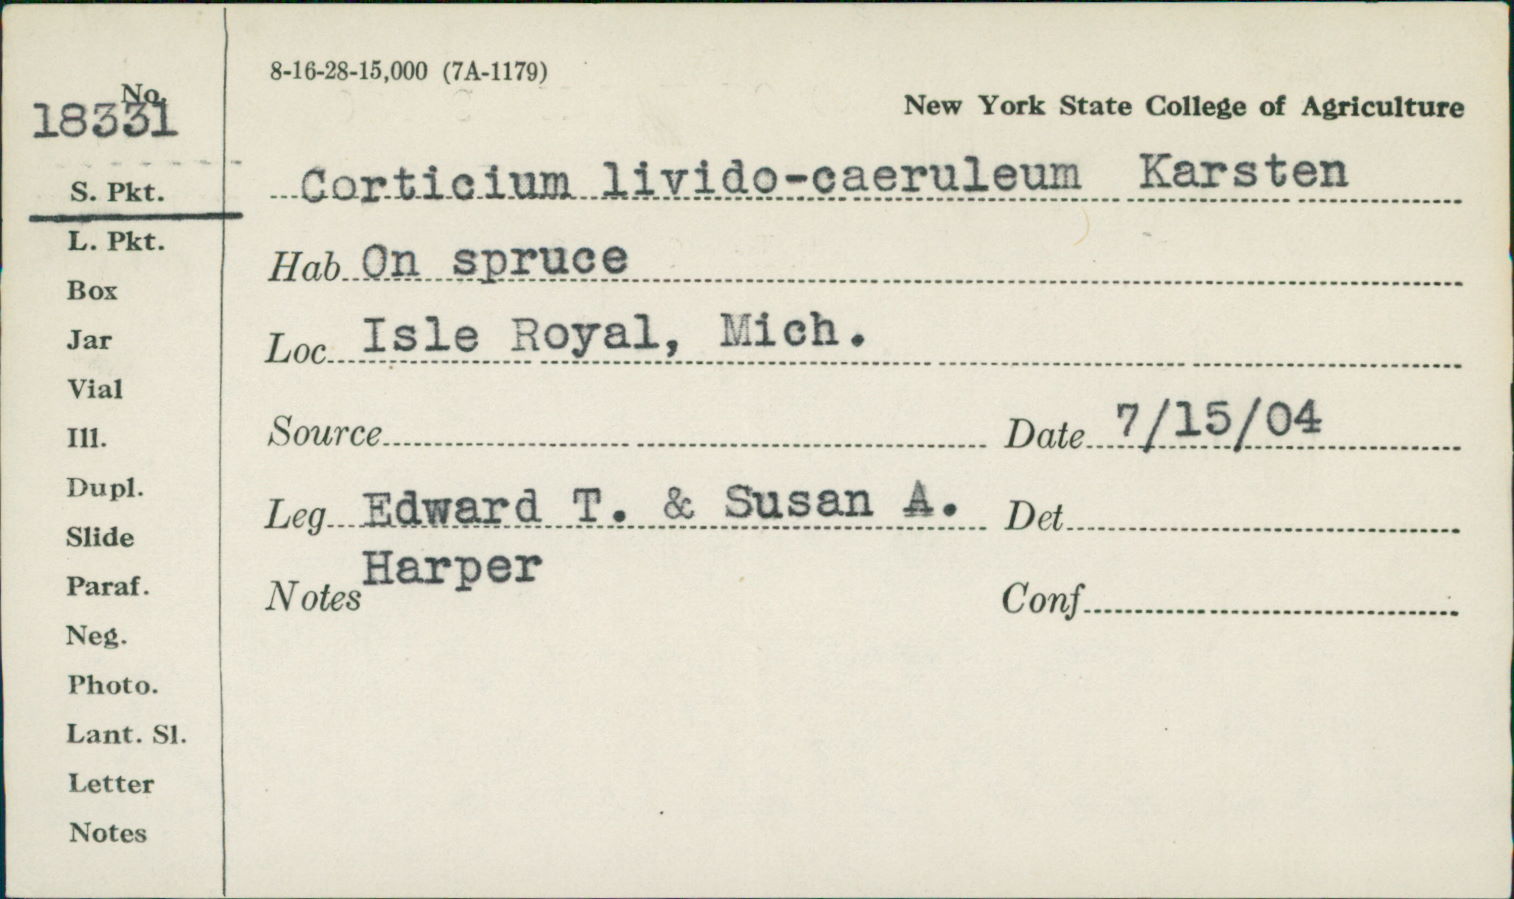 8-16-28-15,000 (7A-1179)
New York State College of Agriculture
No.
18331
S. Pkt.
L. Pkt.
Box
Jar
Vial
Ill.
Dupl.
Slide
Paraf.
Neg.
Photo.
Lant. Sl.
Letter
Notes
Corticium livido-caeruleum Karsten
Hab On spruce
Loc Isle Royal, Mich.
Source Date 7/15/04
Leg Edward T. & Susan A. Det
Harper
Notes Conf